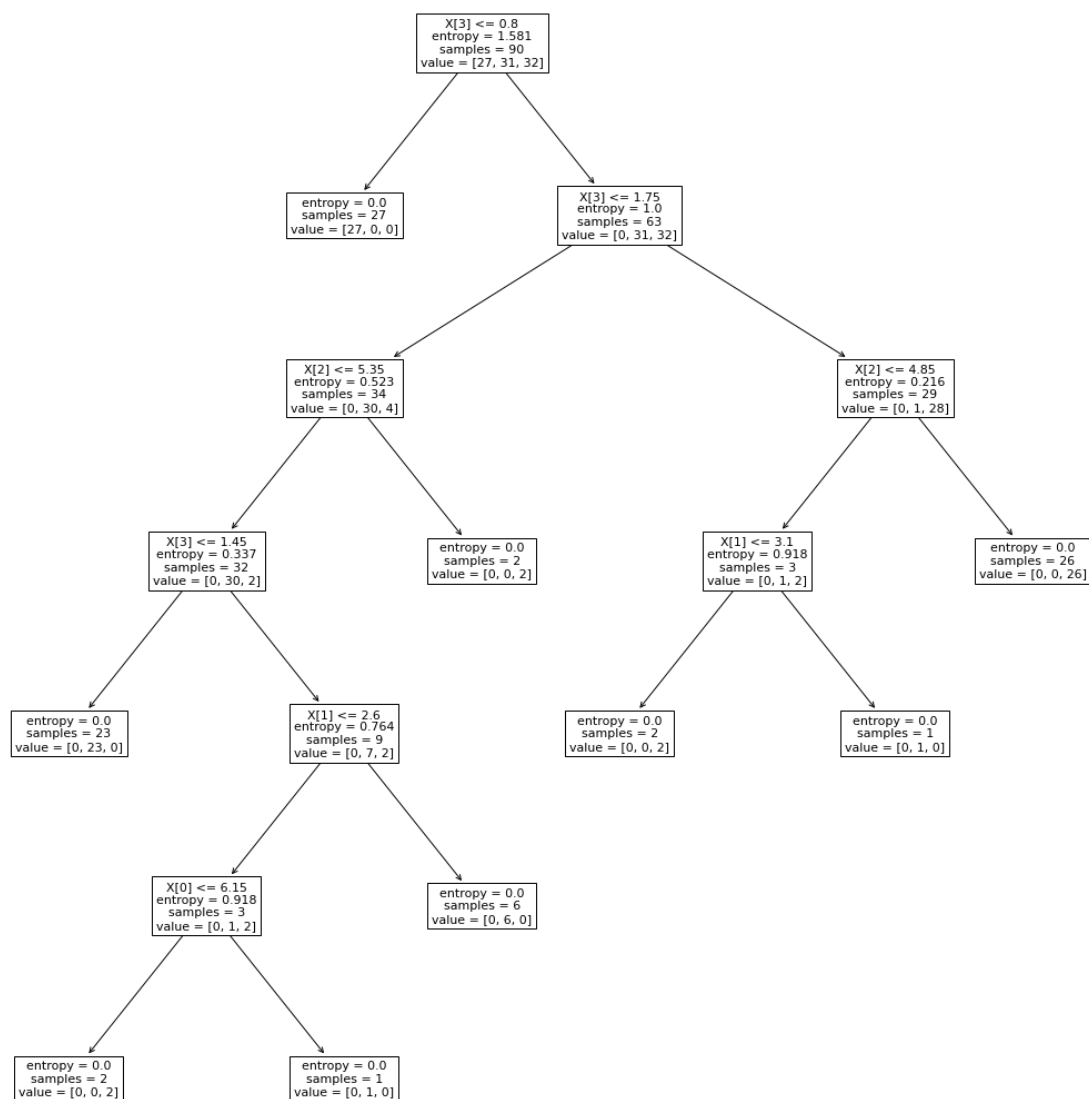 X[3] <= 0.8
entropy = 1.581
samples = 90
value = [27, 31, 32]
entropy = 0.0
samples = 27
value = [27, 0, 0]
X[3] <= 1.75
entropy = 1.0
samples = 63
value = [0, 31, 32]
X[2] <= 5.35
entropy = 0.523
samples = 34
value = [0, 30, 4]
X[2] <= 4.85
entropy = 0.216
samples = 29
value = [0, 1, 28]
X[3] <= 1.45
entropy = 0.337
samples = 32
value = [0, 30, 2]
entropy = 0.0
samples = 2
value = [0, 0, 2]
X[1] <= 3.1
entropy = 0.918
samples = 3
value = [0, 1, 2]
entropy = 0.0
samples = 26
value = [0, 0, 26]
entropy = 0.0
samples = 23
value = [0, 23, 0]
X[1] <= 2.6
entropy = 0.764
samples = 9
value = [0, 7, 2]
entropy = 0.0
samples = 2
value = [0, 0, 2]
entropy = 0.0
samples = 1
value = [0, 1, 0]
X[0] <= 6.15
entropy = 0.918
samples = 3
value = [0, 1, 2]
entropy = 0.0
samples = 6
value = [0, 6, 0]
entropy = 0.0
samples = 2
value = [0, 0, 2]
entropy = 0.0
samples = 1
value = [0, 1, 0]